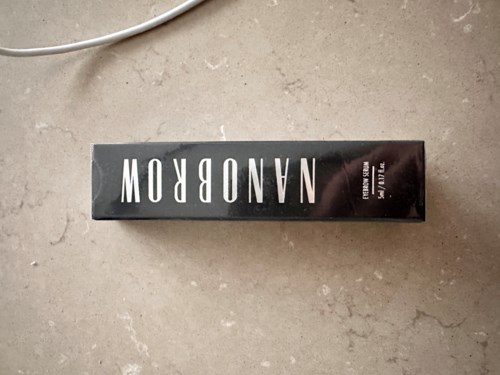 NANOBROW
EYEBROW SERUM
5ml / 0.17 fl.oz.